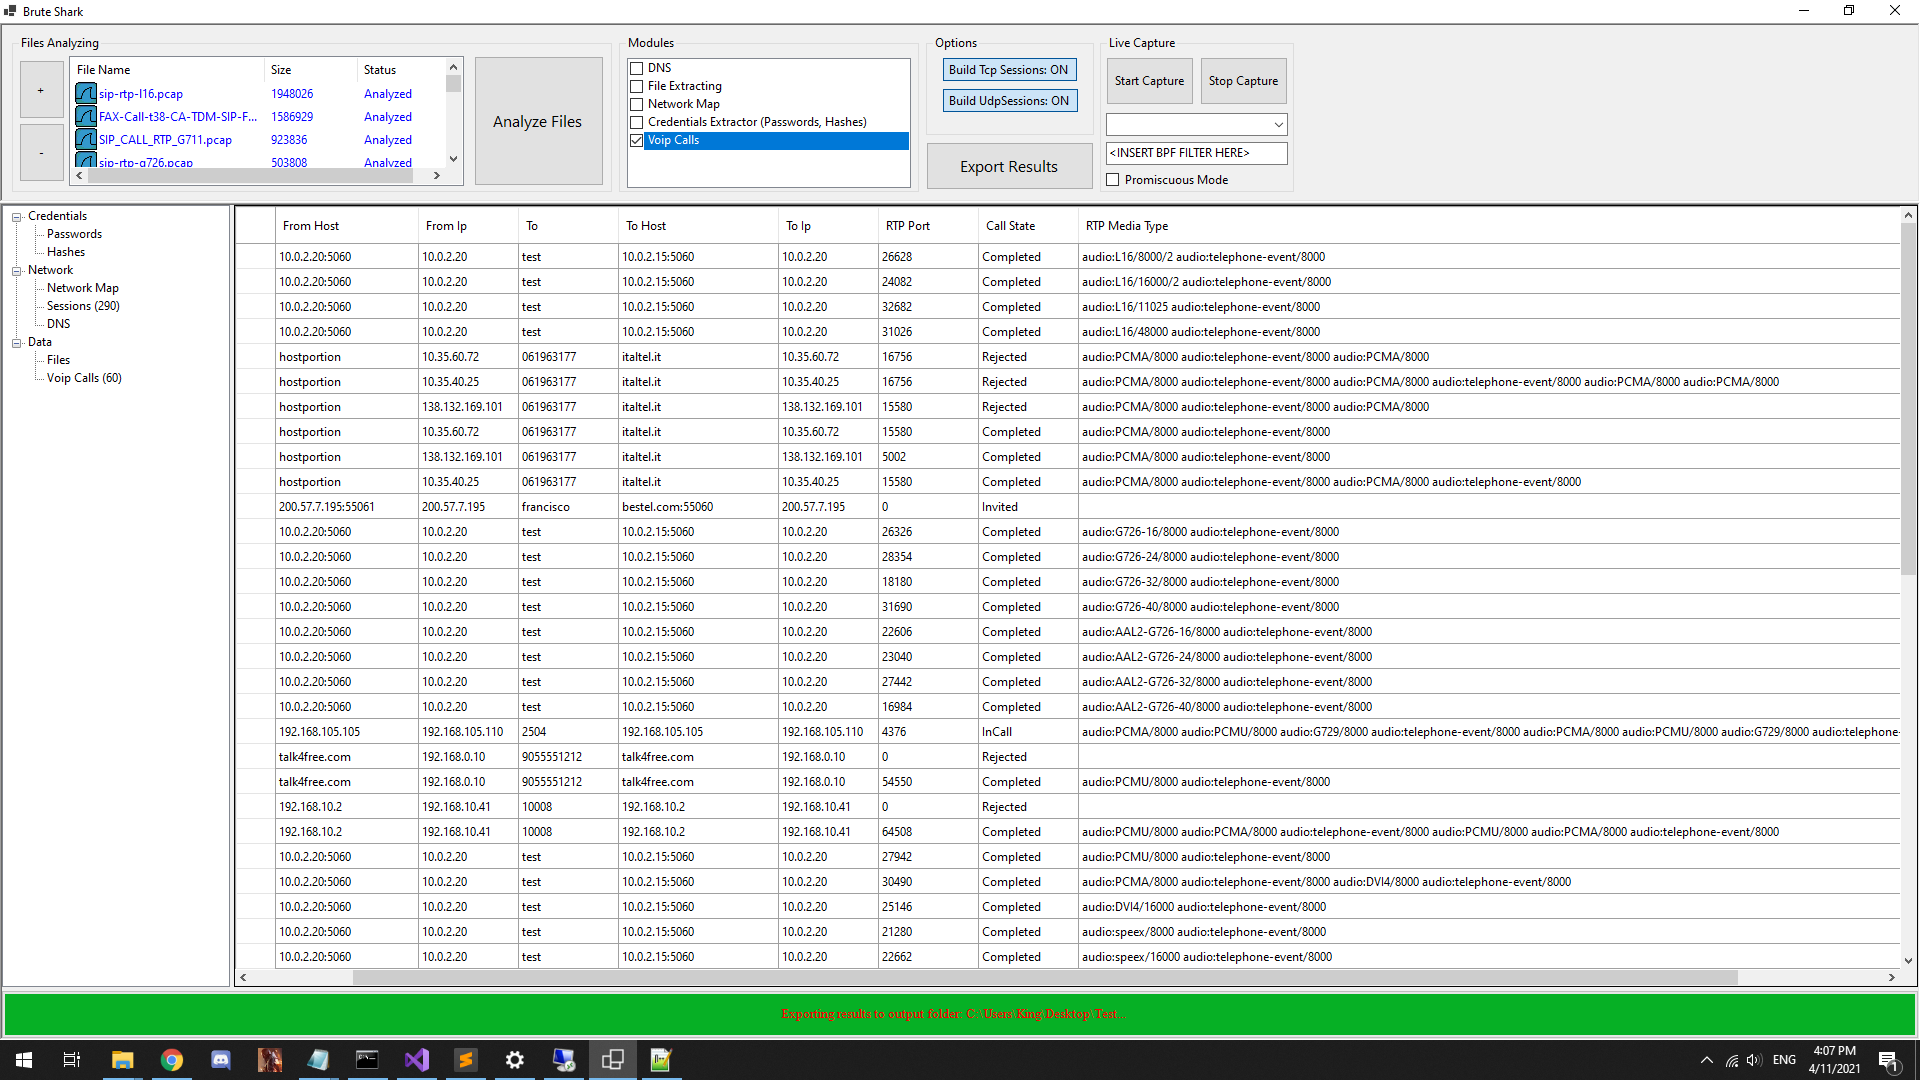 Brute Shark
Files Analyzing
+
-
File Name Size Status
sip-rtp-l16.pcap 1948026 Analyzed
FAX-Call-t38-CA-TDM-SIP-F... 1586929 Analyzed
SIP_CALL_RTP_G711.pcap 923836 Analyzed
sip-rtp-g726.pcap 503808 Analyzed
Analyze Files
Modules
DNS
File Extracting
Network Map
Credentials Extractor (Passwords, Hashes)
Voip Calls
Options
Build Tcp Sessions: ON
Build UdpSessions: ON
Export Results
Live Capture
Start Capture Stop Capture
<INSERT BPF FILTER HERE>
Promiscuous Mode
Credentials
Passwords
Hashes
Network
Network Map
Sessions (290)
DNS
Data
Files
Voip Calls (60)
From Host From Ip To To Host To Ip RTP Port Call State RTP Media Type
10.0.2.20:5060 10.0.2.20 test 10.0.2.15:5060 10.0.2.20 26628 Completed audio:L16/8000/2 audio:telephone-event/8000
10.0.2.20:5060 10.0.2.20 test 10.0.2.15:5060 10.0.2.20 24082 Completed audio:L16/16000/2 audio:telephone-event/8000
10.0.2.20:5060 10.0.2.20 test 10.0.2.15:5060 10.0.2.20 32682 Completed audio:L16/11025 audio:telephone-event/8000
10.0.2.20:5060 10.0.2.20 test 10.0.2.15:5060 10.0.2.20 31026 Completed audio:L16/48000 audio:telephone-event/8000
hostportion 10.35.60.72 061963177 italtel.it 10.35.60.72 16756 Rejected audio:PCMA/8000 audio:telephone-event/8000 audio:PCMA/8000
hostportion 10.35.40.25 061963177 italtel.it 10.35.40.25 16756 Rejected audio:PCMA/8000 audio:telephone-event/8000 audio:PCMA/8000 audio:telephone-event/8000 audio:PCMA/8000 audio:PCMA/8000
hostportion 138.132.169.101 061963177 italtel.it 138.132.169.101 15580 Rejected audio:PCMA/8000 audio:telephone-event/8000 audio:PCMA/8000
hostportion 10.35.60.72 061963177 italtel.it 10.35.60.72 15580 Completed audio:PCMA/8000 audio:telephone-event/8000
hostportion 138.132.169.101 061963177 italtel.it 138.132.169.101 5002 Completed audio:PCMA/8000 audio:telephone-event/8000
hostportion 10.35.40.25 061963177 italtel.it 10.35.40.25 15580 Completed audio:PCMA/8000 audio:telephone-event/8000 audio:PCMA/8000 audio:telephone-event/8000
200.57.7.195:55061 200.57.7.195 francisco bestel.com:55060 200.57.7.195 0 Invited
10.0.2.20:5060 10.0.2.20 test 10.0.2.15:5060 10.0.2.20 26326 Completed audio:G726-16/8000 audio:telephone-event/8000
10.0.2.20:5060 10.0.2.20 test 10.0.2.15:5060 10.0.2.20 28354 Completed audio:G726-24/8000 audio:telephone-event/8000
10.0.2.20:5060 10.0.2.20 test 10.0.2.15:5060 10.0.2.20 18180 Completed audio:G726-32/8000 audio:telephone-event/8000
10.0.2.20:5060 10.0.2.20 test 10.0.2.15:5060 10.0.2.20 31690 Completed audio:G726-40/8000 audio:telephone-event/8000
10.0.2.20:5060 10.0.2.20 test 10.0.2.15:5060 10.0.2.20 22606 Completed audio:AAL2-G726-16/8000 audio:telephone-event/8000
10.0.2.20:5060 10.0.2.20 test 10.0.2.15:5060 10.0.2.20 23040 Completed audio:AAL2-G726-24/8000 audio:telephone-event/8000
10.0.2.20:5060 10.0.2.20 test 10.0.2.15:5060 10.0.2.20 27442 Completed audio:AAL2-G726-32/8000 audio:telephone-event/8000
10.0.2.20:5060 10.0.2.20 test 10.0.2.15:5060 10.0.2.20 16984 Completed audio:AAL2-G726-40/8000 audio:telephone-event/8000
192.168.105.105 192.168.105.110 2504 192.168.105.105 192.168.105.110 4376 InCall audio:PCMA/8000 audio:PCMU/8000 audio:G729/8000 audio:telephone-event/8000 audio:PCMA/8000 audio:PCMU/8000 audio:G729/8000 audio:telephone-
talk4free.com 192.168.0.10 9055551212 talk4free.com 192.168.0.10 0 Rejected
talk4free.com 192.168.0.10 9055551212 talk4free.com 192.168.0.10 54550 Completed audio:PCMU/8000 audio:telephone-event/8000
192.168.10.2 192.168.10.41 10008 192.168.10.2 192.168.10.41 0 Rejected
192.168.10.2 192.168.10.41 10008 192.168.10.2 192.168.10.41 64508 Completed audio:PCMU/8000 audio:PCMA/8000 audio:telephone-event/8000 audio:PCMU/8000 audio:PCMA/8000 audio:telephone-event/8000
10.0.2.20:5060 10.0.2.20 test 10.0.2.15:5060 10.0.2.20 27942 Completed audio:PCMU/8000 audio:telephone-event/8000
10.0.2.20:5060 10.0.2.20 test 10.0.2.15:5060 10.0.2.20 30490 Completed audio:PCMA/8000 audio:telephone-event/8000 audio:DVI4/8000 audio:telephone-event/8000
10.0.2.20:5060 10.0.2.20 test 10.0.2.15:5060 10.0.2.20 25146 Completed audio:DVI4/16000 audio:telephone-event/8000
10.0.2.20:5060 10.0.2.20 test 10.0.2.15:5060 10.0.2.20 21280 Completed audio:speex/8000 audio:telephone-event/8000
10.0.2.20:5060 10.0.2.20 test 10.0.2.15:5060 10.0.2.20 22662 Completed audio:speex/16000 audio:telephone-event/8000
Exporting results to output folder: C:\Users\King\Desktop\Test...
ENG
4:07 PM
4/11/2021
1